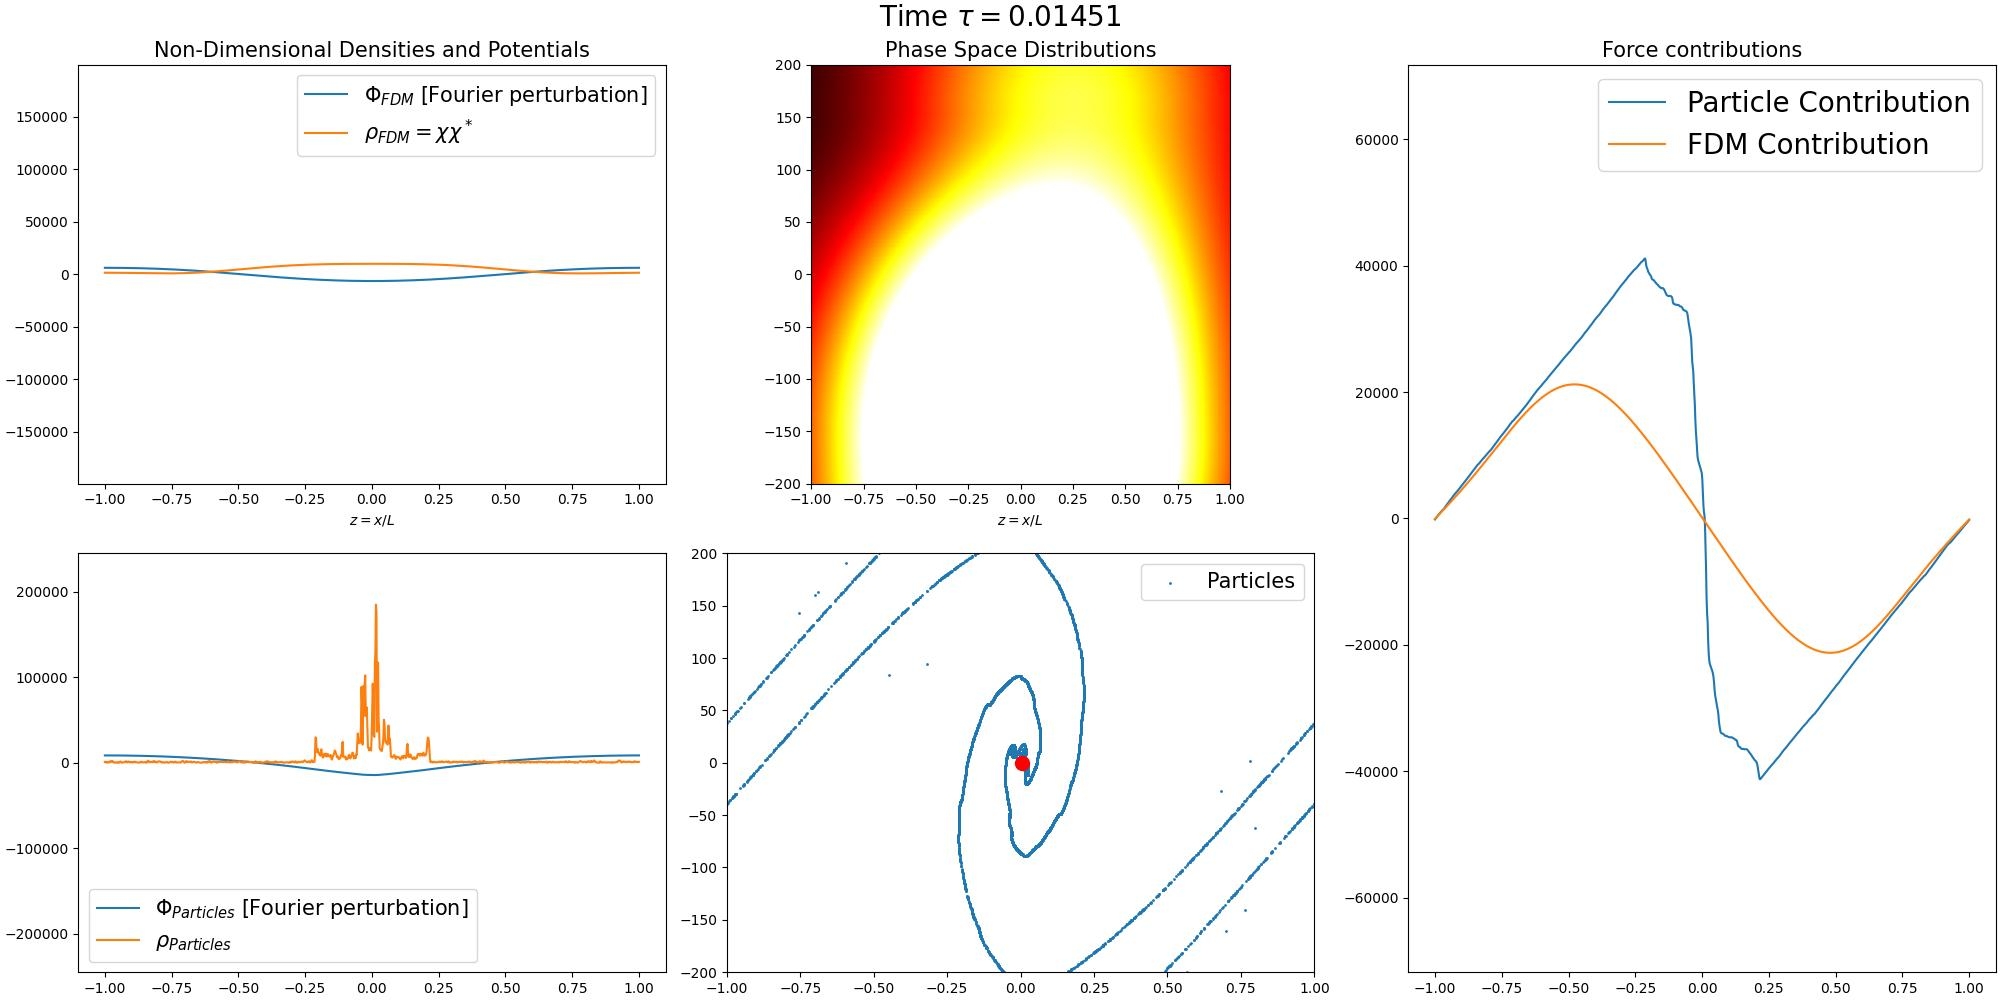 Time τ = 0.01451
Non-Dimensional Densities and Potentials
Φ_FDM [Fourier perturbation]
ρ_FDM = χχ*
150000
100000
50000
0
−50000
−100000
−150000
−1.00 −0.75 −0.50 −0.25 0.00 0.25 0.50 0.75 1.00
z = x/L
Phase Space Distributions
200
150
100
50
0
−50
−100
−150
−200
−1.00 −0.75 −0.50 −0.25 0.00 0.25 0.50 0.75 1.00
z = x/L
Force contributions
Particle Contribution
FDM Contribution
60000
40000
20000
0
−20000
−40000
−60000
−1.00 −0.75 −0.50 −0.25 0.00 0.25 0.50 0.75 1.00
200000
100000
0
−100000
−200000
Φ_Particles [Fourier perturbation]
ρ_Particles
−1.00 −0.75 −0.50 −0.25 0.00 0.25 0.50 0.75 1.00
Particles
200
150
100
50
0
−50
−100
−150
−200
−1.00 −0.75 −0.50 −0.25 0.00 0.25 0.50 0.75 1.00